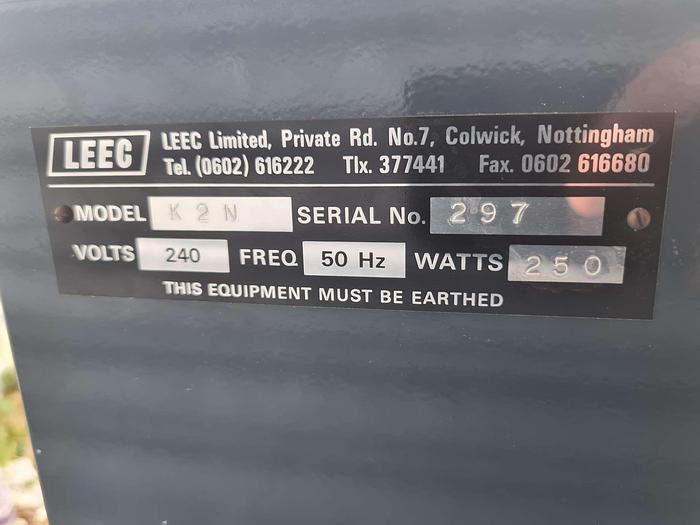 LEEC LEEC Limited, Private Rd. No.7, Colwick, Nottingham
Tel. (0602) 616222 Tlx. 377441 Fax. 0602 616680
MODEL K2N SERIAL No. 297
VOLTS 240 FREQ 50 Hz WATTS 250
THIS EQUIPMENT MUST BE EARTHED